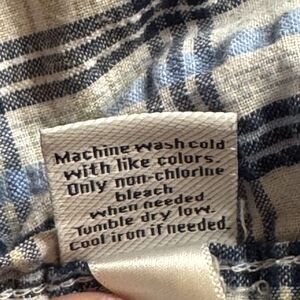 Machine wash cold
with like colors.
Only non-chlorine
bleach
when needed.
Tumble dry low.
Cool iron if needed.